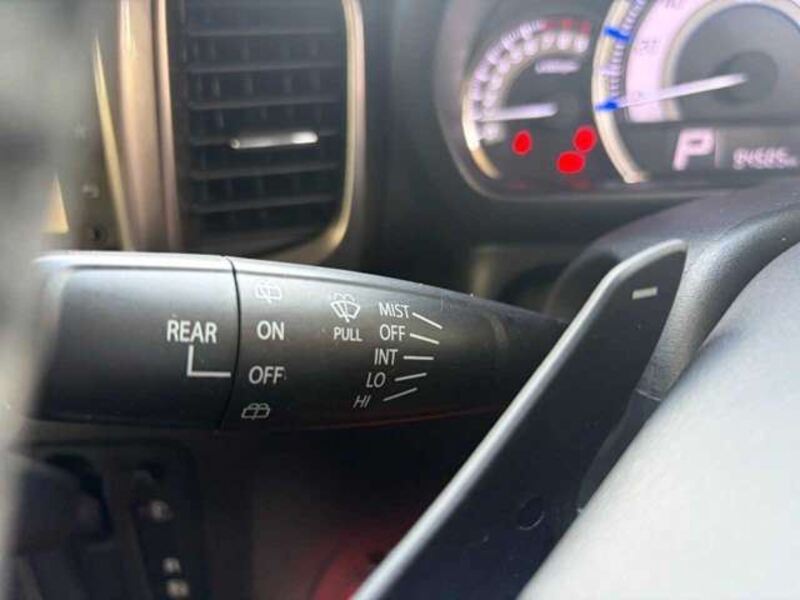 REAR
ON
OFF
PULL
MIST
OFF
INT
LO
HI
P